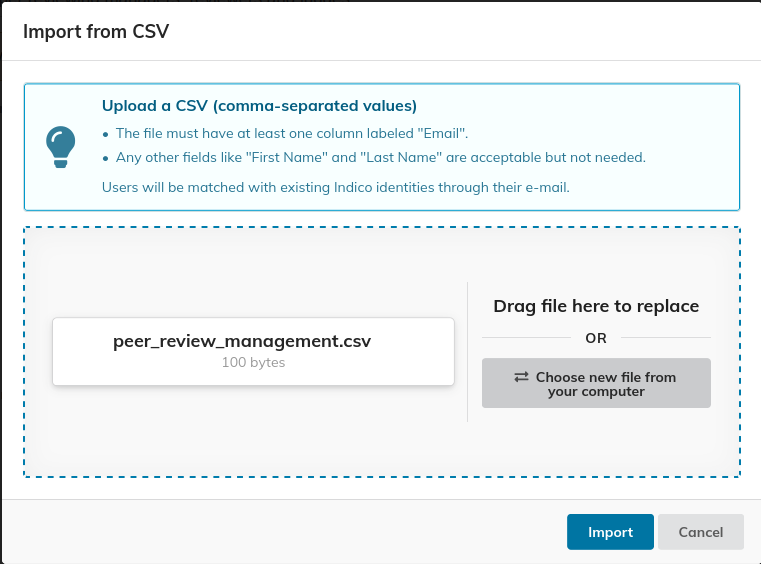 Import from CSV
Upload a CSV (comma-separated values)
• The file must have at least one column labeled "Email".
• Any other fields like "First Name" and "Last Name" are acceptable but not needed.
Users will be matched with existing Indico identities through their e-mail.
peer_review_management.csv
100 bytes
Drag file here to replace
OR
Choose new file from
your computer
Import
Cancel